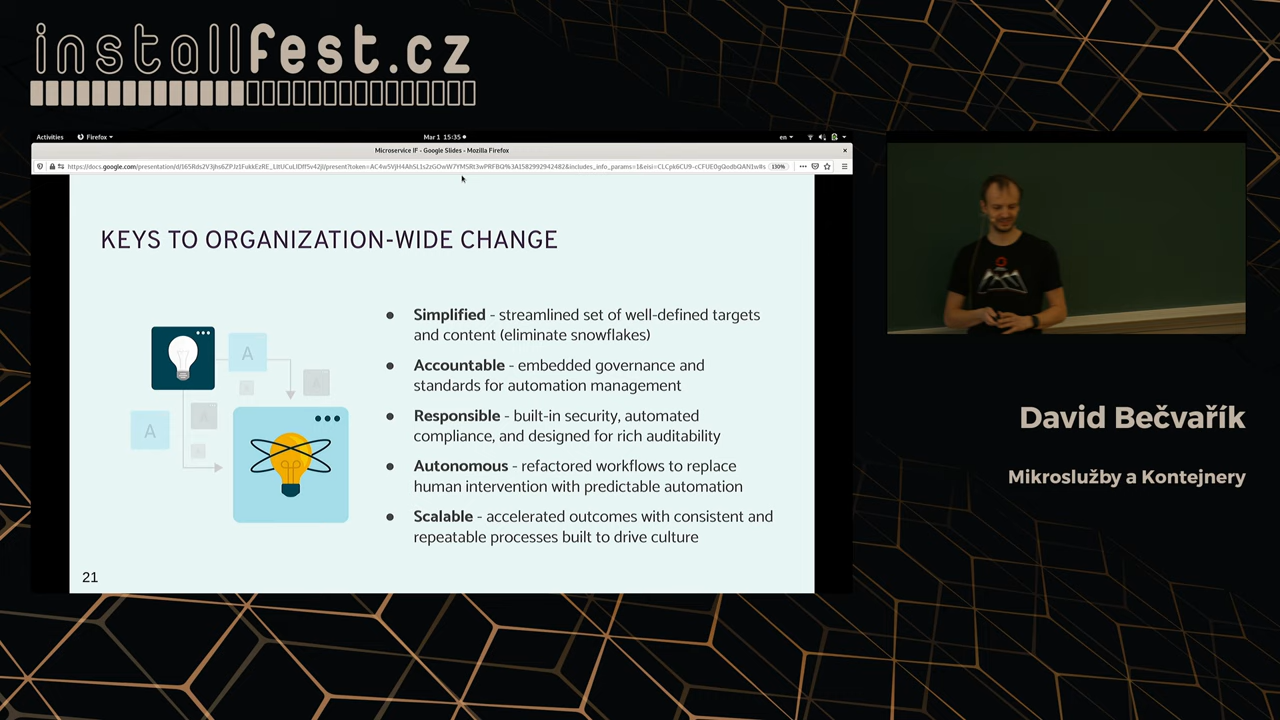 installfest.cz
Activities
Firefox
Mar 1 15:35
en
Microservice IF - Google Slides - Mozilla Firefox
130%
KEYS TO ORGANIZATION-WIDE CHANGE
A
A
A
A
● Simplified - streamlined set of well-defined targets
and content (eliminate snowflakes)
● Accountable - embedded governance and
standards for automation management
● Responsible - built-in security, automated
compliance, and designed for rich auditability
● Autonomous - refactored workflows to replace
human intervention with predictable automation
● Scalable - accelerated outcomes with consistent and
repeatable processes built to drive culture
21
David Bečvařík
Mikroslužby a Kontejnery